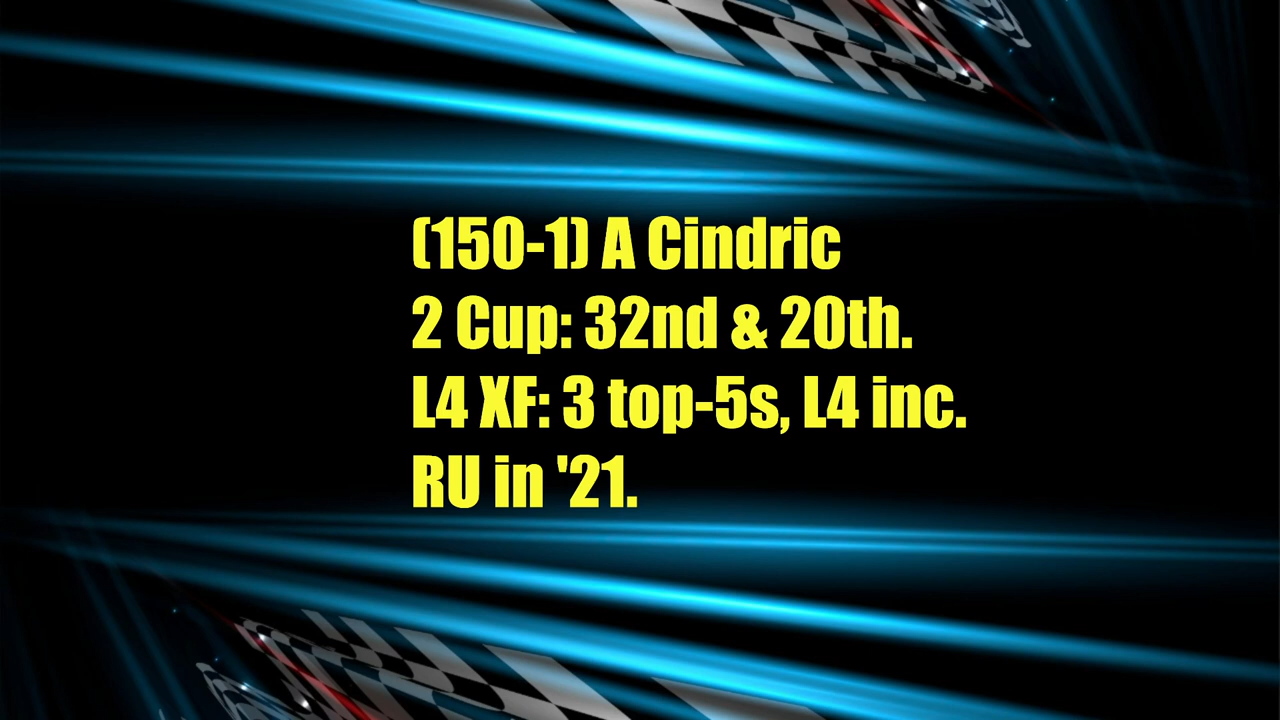 (150-1) A Cindric
2 Cup: 32nd & 20th.
L4 XF: 3 top-5s, L4 inc.
RU in '21.